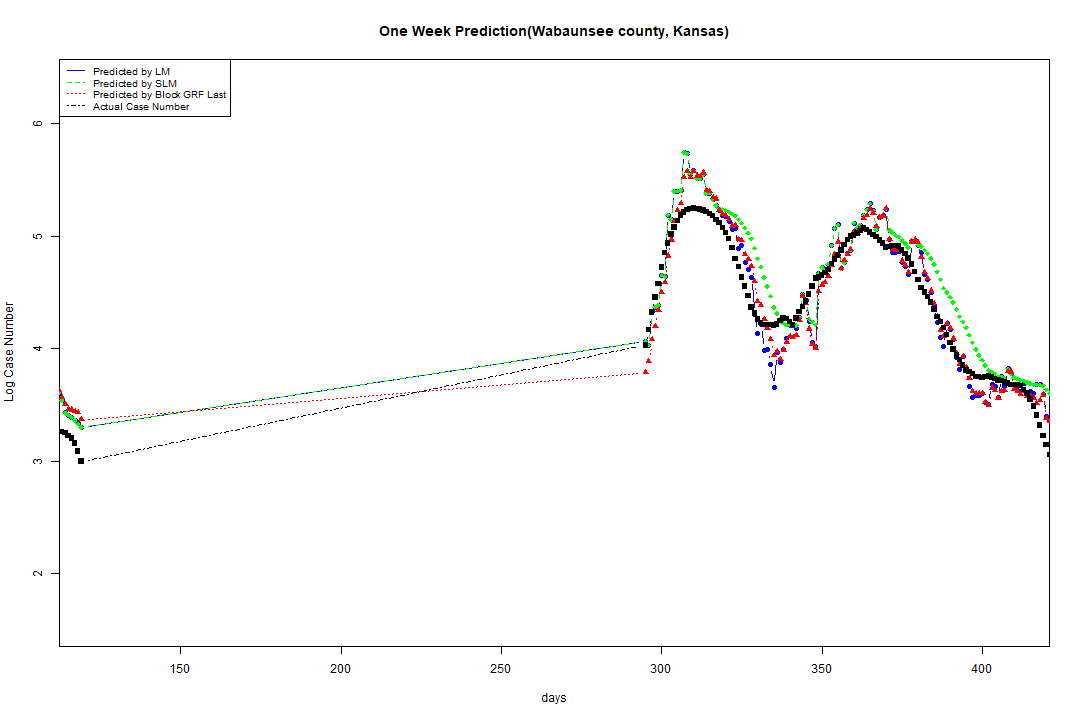 One Week Prediction(Wabaunsee county, Kansas)
Predicted by LM
Predicted by SLM
Predicted by Block GRF Last
Actual Case Number
Log Case Number
6
5
4
3
2
150 200 250 300 350 400
days